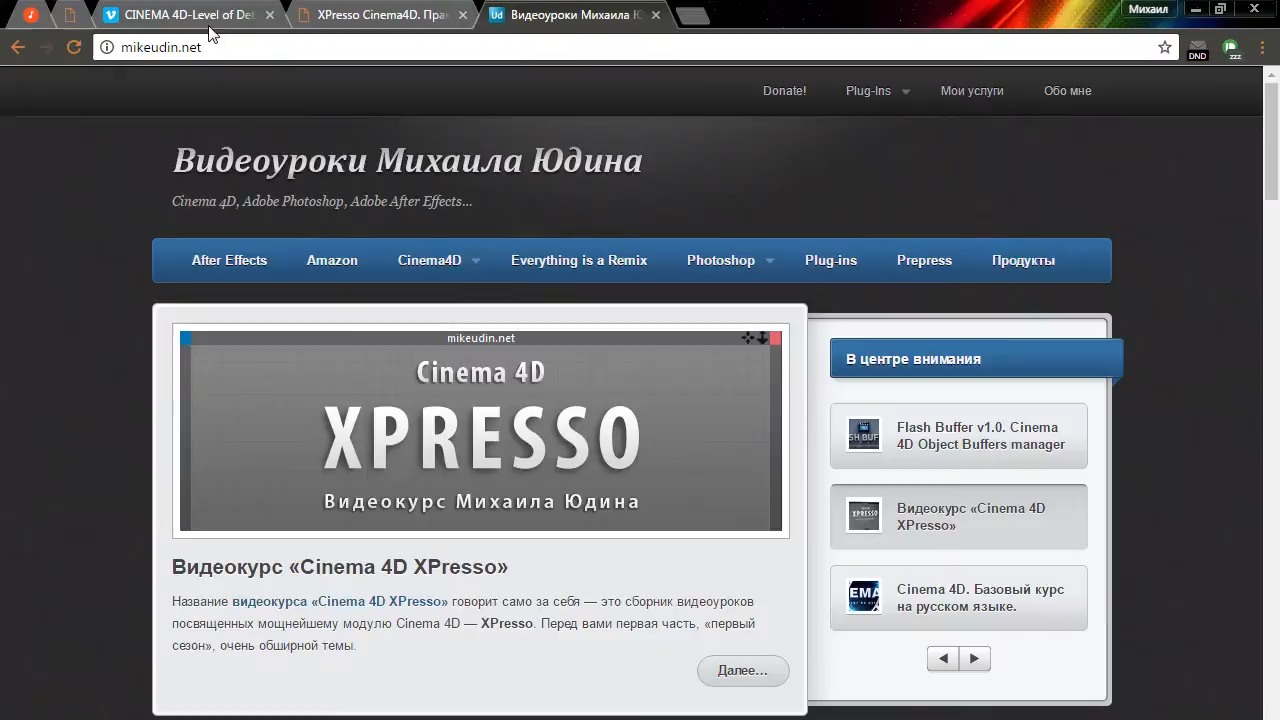 CINEMA 4D-Level of De
XPresso Cinema4D. Пра
Видеоуроки Михаила Ю
Михаил
mikeudin.net
DND
zzz
Donate!
Plug-Ins
Мои услуги
Обо мне
Видеоуроки Михаила Юдина
Cinema 4D, Adobe Photoshop, Adobe After Effects...
After Effects
Amazon
Cinema4D
Everything is a Remix
Photoshop
Plug-ins
Prepress
Продукты
mikeudin.net
Cinema 4D
XPRESSO
Видеокурс Михаила Юдина
Видеокурс «Cinema 4D XPresso»
Название видеокурса «Cinema 4D XPresso» говорит само за себя — это сборник видеоуроков
посвященных мощнейшему модулю Cinema 4D — XPresso. Перед вами первая часть, «первый
сезон», очень обширной темы.
Далее...
В центре внимания
Flash Buffer v1.0. Cinema
4D Object Buffers manager
Видеокурс «Cinema 4D
XPresso»
Cinema 4D. Базовый курс
на русском языке.